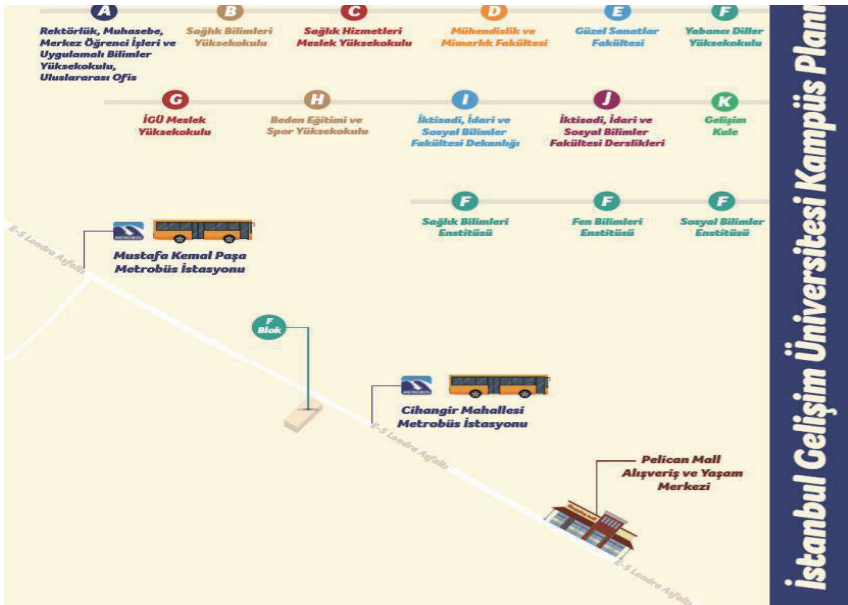 A
Rektörlük, Muhasebe,
Merkez Öğrenci İşleri ve
Uygulamalı Bilimler
Yüksekokulu,
Uluslararası Ofis
B
Sağlık Bilimleri
Yüksekokulu
C
Sağlık Hizmetleri
Meslek Yüksekokulu
D
Mühendislik ve
Mimarlık Fakültesi
E
Güzel Sanatlar
Fakültesi
F
Yabancı Diller
Yüksekokulu
G
İGÜ Meslek
Yüksekokulu
H
Beden Eğitimi ve
Spor Yüksekokulu
I
İktisadi, İdari ve
Sosyal Bilimler
Fakültesi Dekanlığı
J
İktisadi, İdari ve
Sosyal Bilimler
Fakültesi Derslikleri
K
Gelişim
Kule
F
Sağlık Bilimleri
Enstitüsü
F
Fen Bilimleri
Enstitüsü
F
Sosyal Bilimler
Enstitüsü
E-5 Londra Asfaltı
METROBÜS
Mustafa Kemal Paşa
Metrobüs İstasyonu
F
Blok
METROBÜS
Cihangir Mahallesi
Metrobüs İstasyonu
E-5 Londra Asfaltı
Pelican Mall
Alışveriş ve Yaşam
Merkezi
E-5 Londra Asfaltı
İstanbul Gelişim Üniversitesi Kampüs Planı